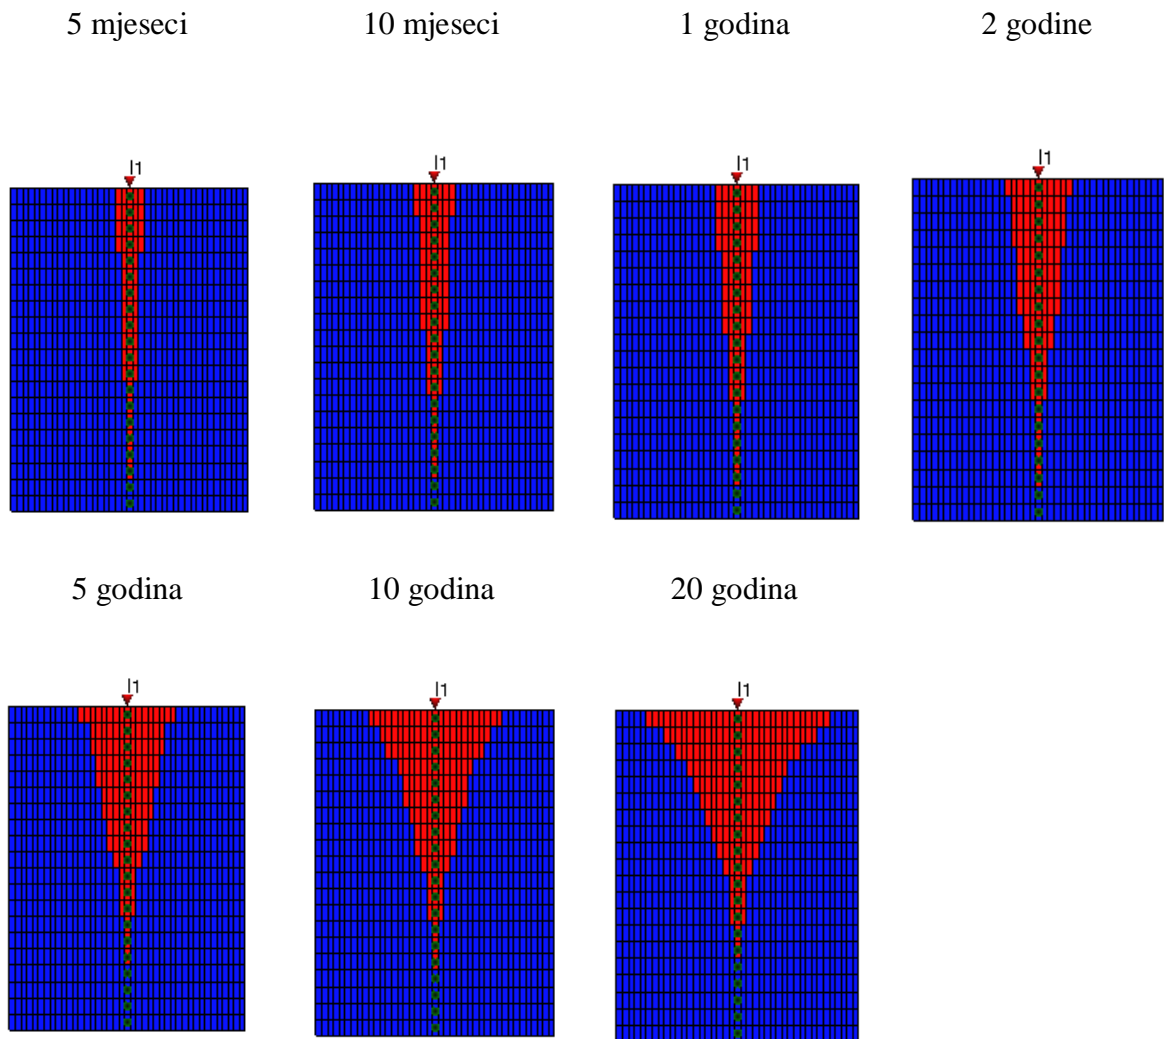 5 mjeseci
10 mjeseci
1 godina
2 godine
I1
I1
I1
I1
5 godina
10 godina
20 godina
I1
I1
I1